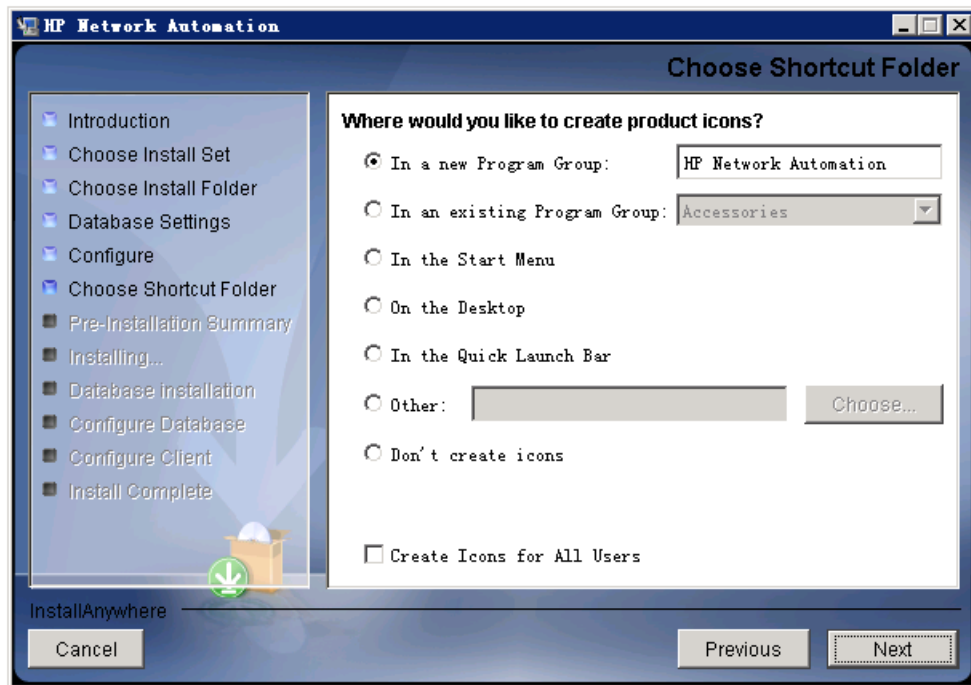 HP Network Automation
Choose Shortcut Folder
Introduction
Choose Install Set
Choose Install Folder
Database Settings
Configure
Choose Shortcut Folder
Pre-Installation Summary
Installing...
Database installation
Configure Database
Configure Client
Install Complete
Where would you like to create product icons?
In a new Program Group: HP Network Automation
In an existing Program Group: Accessories
In the Start Menu
On the Desktop
In the Quick Launch Bar
Other: Choose...
Don't create icons
Create Icons for All Users
InstallAnywhere
Cancel Previous Next